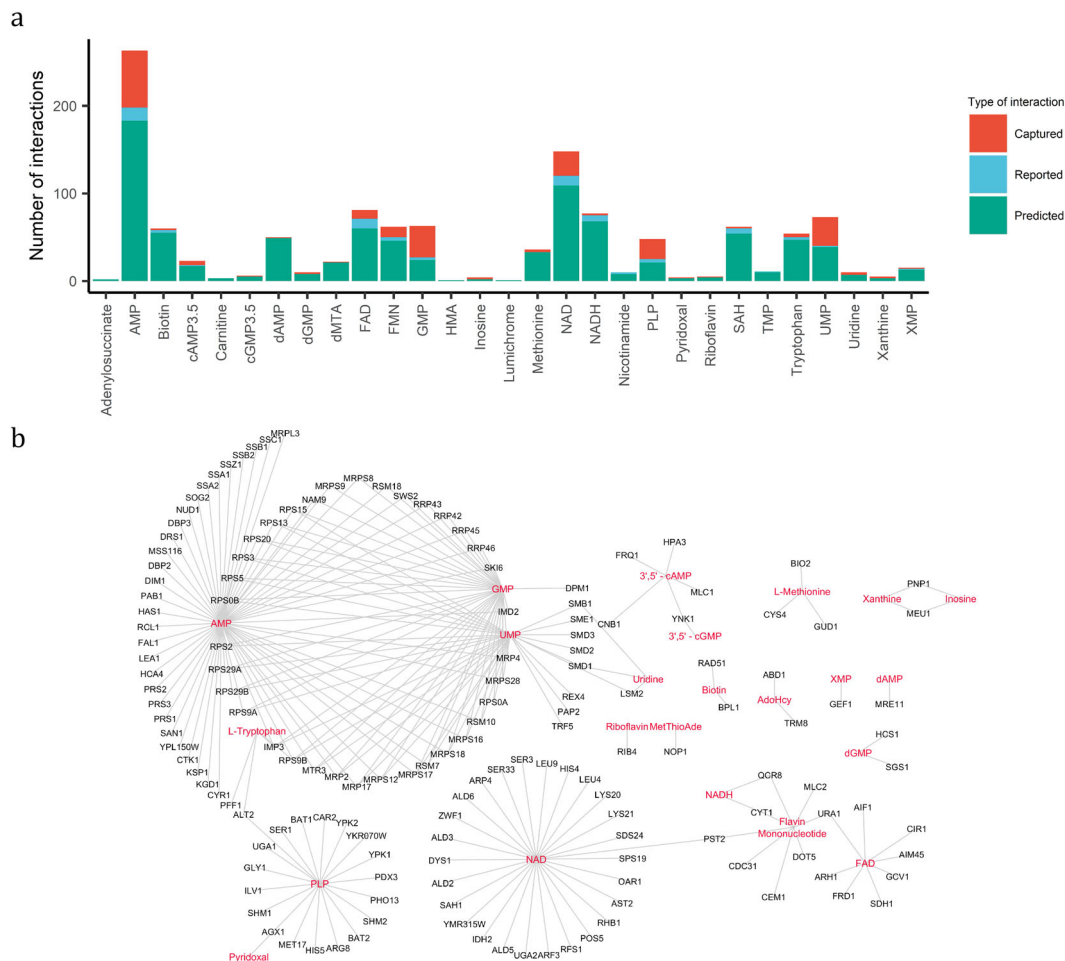 a
Number of interactions
200
100
0
Type of interaction
Captured
Reported
Predicted
Adenylosuccinate
AMP
Biotin
cAMP3.5
Carnitine
cGMP3.5
dAMP
dGMP
dMTA
FAD
FMN
GMP
HMA
Inosine
Lumichrome
Methionine
NAD
NADH
Nicotinamide
PLP
Pyridoxal
Riboflavin
SAH
TMP
Tryptophan
UMP
Uridine
Xanthine
XMP
b
MRPL3
SSC1
SSB1
SSB2
SSZ1
SSA1
SSA2
SOG2
NUD1
DBP3
DRS1
MSS116
DBP2
DIM1
PAB1
HAS1
RCL1
FAL1
LEA1
HCA4
PRS2
PRS3
PRS1
SAN1
YPL150W
CTK1
KSP1
KGD1
CYR1
PFF1
ALT2
AMP
MRPS8
MRPS9
RSM18
NAM9
SWS2
RPS15
RRP43
RPS13
RRP42
RPS20
RRP45
RPS3
RRP46
RPS5
SKI6
RPS0B
GMP
IMD2
UMP
RPS2
MRP4
RPS29A
MRPS28
RPS29B
RPS0A
RPS9A
L-Tryptophan
RSM10
IMP3
MRPS16
RPS9B
MRPS18
MTR3
RSM7
MRP2
MRPS17
MRP17
MRPS12
DPM1
SMB1
SME1
CNB1
SMD3
SMD2
SMD1
Uridine
LSM2
REX4
PAP2
TRF5
HPA3
FRQ1
3',5' - cAMP
MLC1
YNK1
3',5' - cGMP
BIO2
L-Methionine
CYS4
GUD1
PNP1
Xanthine
Inosine
MEU1
RAD51
Biotin
BPL1
ABD1
AdoHcy
TRM8
XMP
GEF1
dAMP
MRE11
Riboflavin
RIB4
MetThioAde
NOP1
HCS1
dGMP
SGS1
CAR2
BAT1
YPK2
SER1
YKR070W
UGA1
YPK1
GLY1
PDX3
PLP
ILV1
PHO13
SHM1
SHM2
AGX1
BAT2
MET17
HIS5
ARG8
Pyridoxal
SER3
LEU9
SER33
HIS4
ARP4
LEU4
ALD6
LYS20
ZWF1
LYS21
ALD3
SDS24
DYS1
NAD
SPS19
ALD2
OAR1
SAH1
AST2
YMR315W
RHB1
IDH2
POS5
ALD5
RFS1
UGA2
ARF3
QCR8
MLC2
NADH
CYT1
URA1
AIF1
Flavin
Mononucleotide
PST2
CIR1
DOT5
AIM45
CDC31
FAD
ARH1
GCV1
CEM1
FRD1
SDH1